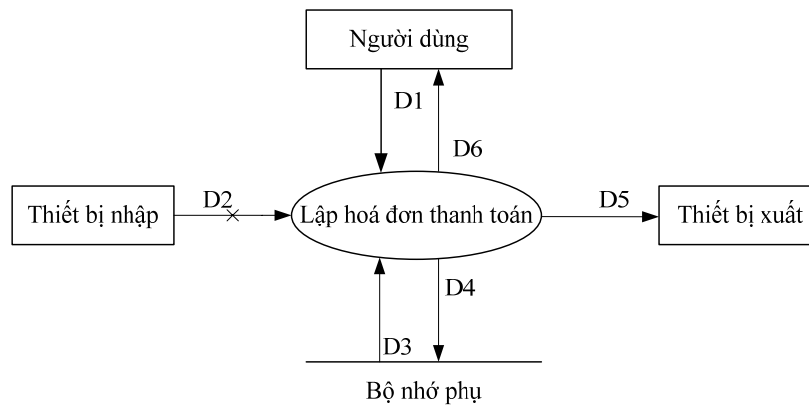 Người dùng
D1
D6
Thiết bị nhập
D2
Lập hoá đơn thanh toán
D5
Thiết bị xuất
D4
D3
Bộ nhớ phụ